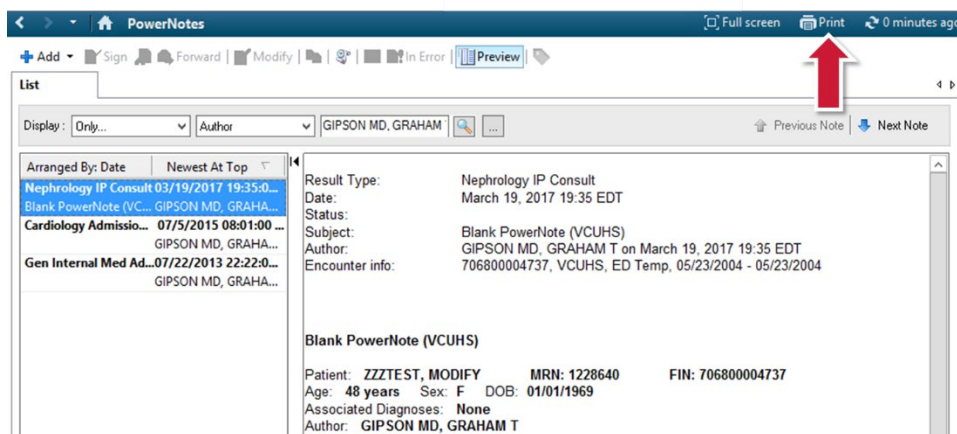 PowerNotes Full screen Print 0 minutes ago
Add Sign Forward Modify In Error Preview
List
Display: Only... Author GIPSON MD, GRAHAM ... Previous Note Next Note
Arranged By: Date Newest At Top
Nephrology IP Consult 03/19/2017 19:35:0...
Blank PowerNote (VC... GIPSON MD, GRAHA...
Cardiology Admissio... 07/5/2015 08:01:00 ...
GIPSON MD, GRAHA...
Gen Internal Med Ad...07/22/2013 22:22:0...
GIPSON MD, GRAHA...
Result Type: Nephrology IP Consult
Date: March 19, 2017 19:35 EDT
Status:
Subject: Blank PowerNote (VCUHS)
Author: GIPSON MD, GRAHAM T on March 19, 2017 19:35 EDT
Encounter info: 706800004737, VCUHS, ED Temp, 05/23/2004 - 05/23/2004
Blank PowerNote (VCUHS)
Patient: ZZZTEST, MODIFY MRN: 1228640 FIN: 706800004737
Age: 48 years Sex: F DOB: 01/01/1969
Associated Diagnoses: None
Author: GIPSON MD, GRAHAM T